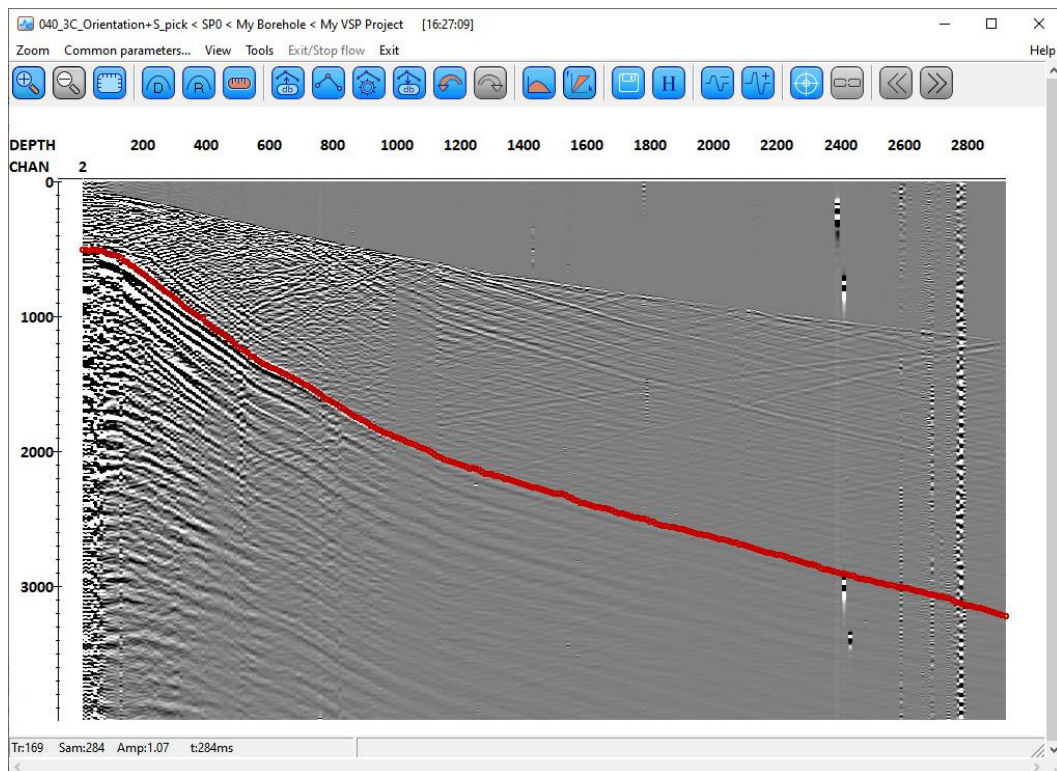 040_3C_Orientation+S_pick < SP0 < My Borehole < My VSP Project [16:27:09]
Zoom Common parameters... View Tools Exit/Stop flow Exit Help
D R db db f k H
DEPTH 200 400 600 800 1000 1200 1400 1600 1800 2000 2200 2400 2600 2800
CHAN 2
0
1000
2000
3000
Tr:169 Sam:284 Amp:1.07 t:284ms